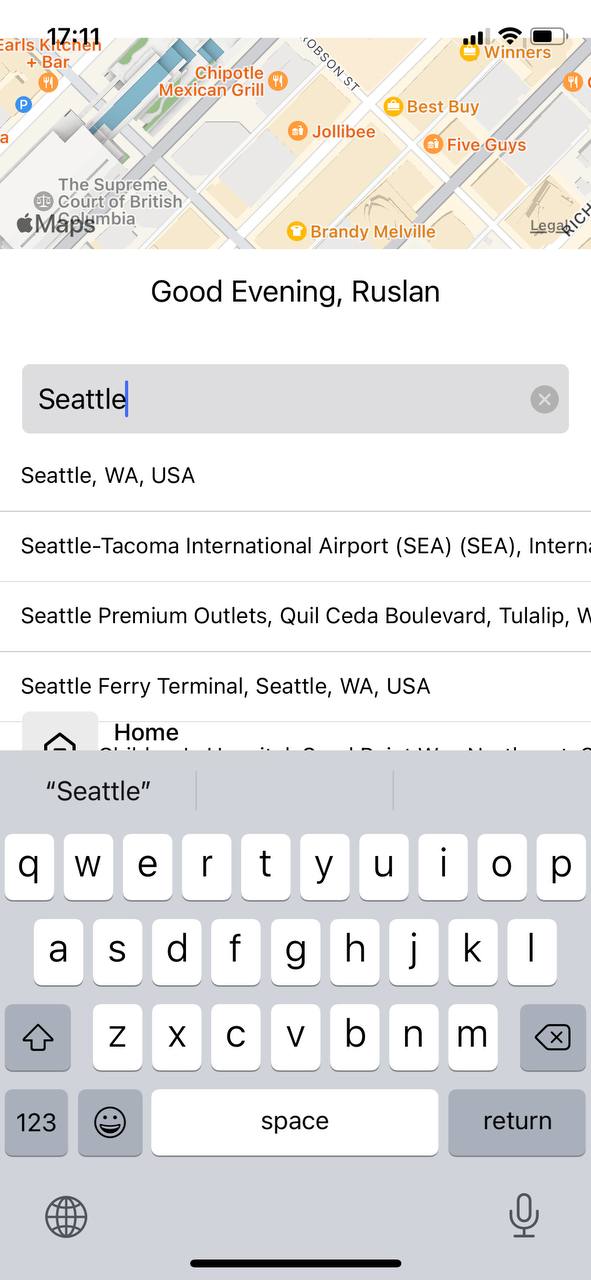 17:11
Earls Kitchen
+ Bar
OBSON ST
Winners
Chipotle
Mexican Grill
P
Best Buy
a
Jollibee
Five Guys
The Supreme
Court of British
Columbia
Maps
Legal
RICH
Brandy Melville
Good Evening, Ruslan
Seattle
Seattle, WA, USA
Seattle-Tacoma International Airport (SEA) (SEA), Interna
Seattle Premium Outlets, Quil Ceda Boulevard, Tulalip, W
Seattle Ferry Terminal, Seattle, WA, USA
Home
“Seattle”
q w e r t y u i o p
a s d f g h j k l
z x c v b n m
123 space return